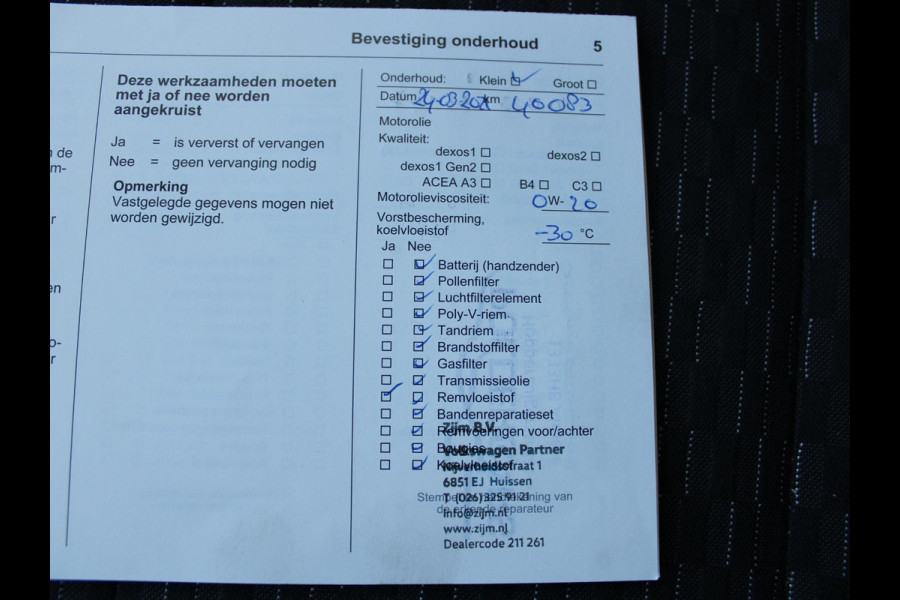 Bevestiging onderhoud 5
Deze werkzaamheden moeten
met ja of nee worden
aangekruist
Ja = is ververst of vervangen
Nee = geen vervanging nodig
Opmerking
Vastgelegde gegevens mogen niet
worden gewijzigd.
de
m-
r
en
o-
r
Onderhoud: Klein Groot
Datum km 40083
Motorolie
Kwaliteit:
dexos1 dexos2
dexos1 Gen2
ACEA A3 B4 C3
Motorolieviscositeit: 0W-20
Vorstbescherming,
koelvloeistof -30 °C
Ja Nee
Batterij (handzender)
Pollenfilter
Luchtfilterelement
Poly-V-riem
Tandriem
Brandstoffilter
Gasfilter
Transmissieolie
Remvloeistof
Bandenreparatieset
Remvoeringen voor/achter
Bougies
Koelvloeistof
Zijm B.V.
Volkswagen Partner
Nijverheidstraat 1
6851 EJ Huissen
T (026) 325 91 21
info@zijm.nl
www.zijm.nl
Dealercode 211 261